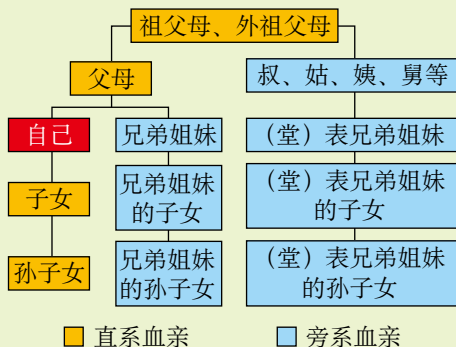 祖父母、外祖父母
父母
叔、姑、姨、舅等
自己
兄弟姐妹
（堂）表兄弟姐妹
子女
兄弟姐妹
的子女
（堂）表兄弟姐妹
的子女
孙子女
兄弟姐妹
的孙子女
（堂）表兄弟姐妹
的孙子女
直系血亲
旁系血亲